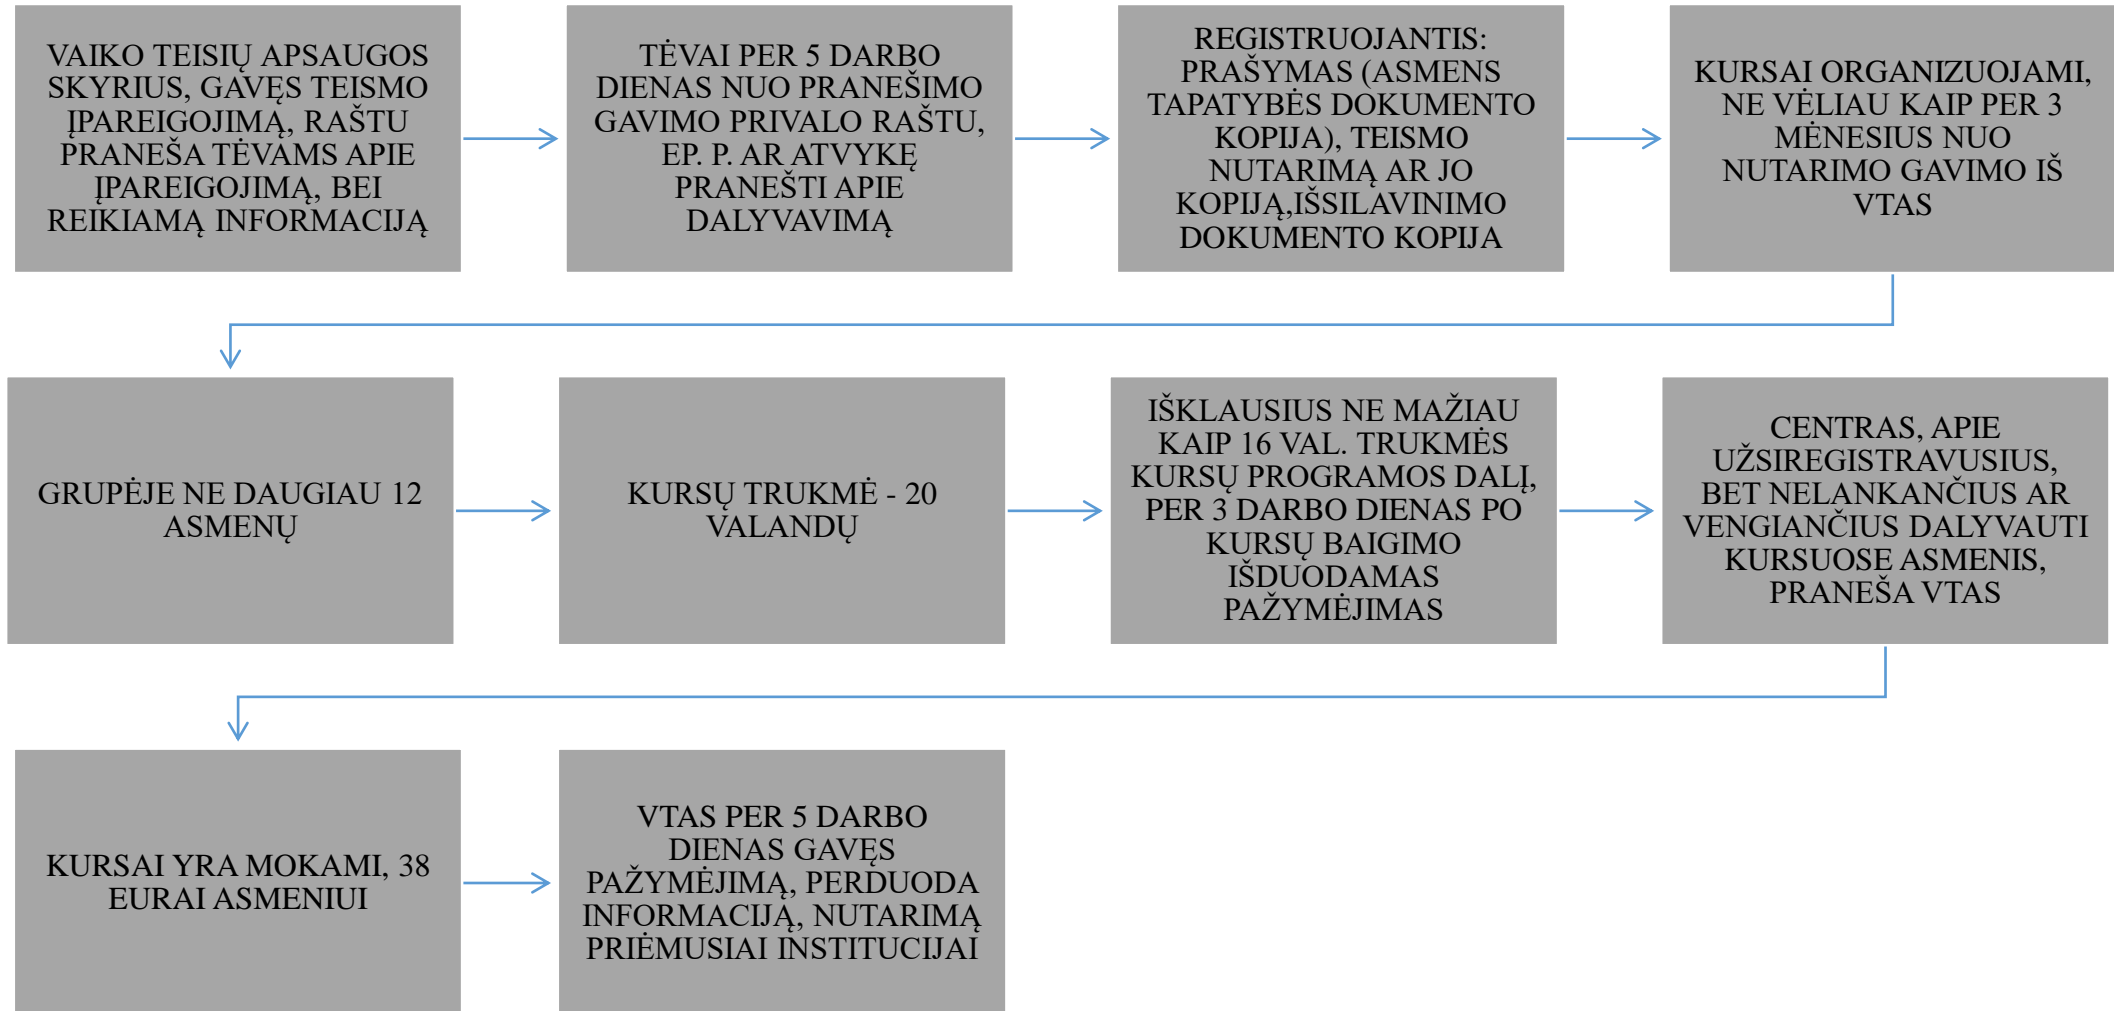 VAIKO TEISIŲ APSAUGOS
SKYRIUS, GAVĘS TEISMO
ĮPAREIGOJIMĄ, RAŠTU
PRANEŠA TĖVAMS APIE
ĮPAREIGOJIMĄ, BEI
REIKIAMĄ INFORMACIJĄ
TĖVAI PER 5 DARBO
DIENAS NUO PRANEŠIMO
GAVIMO PRIVALO RAŠTU,
EP. P. AR ATVYKĘ
PRANEŠTI APIE
DALYVAVIMĄ
REGISTRUOJANTIS:
PRAŠYMAS (ASMENS
TAPATYBĖS DOKUMENTO
KOPIJA), TEISMO
NUTARIMĄ AR JO
KOPIJĄ,IŠSILAVINIMO
DOKUMENTO KOPIJA
KURSAI ORGANIZUOJAMI,
NE VĖLIAU KAIP PER 3
MĖNESIUS NUO
NUTARIMO GAVIMO IŠ
VTAS
GRUPĖJE NE DAUGIAU 12
ASMENŲ
KURSŲ TRUKMĖ - 20
VALANDŲ
IŠKLAUSIUS NE MAŽIAU
KAIP 16 VAL. TRUKMĖS
KURSŲ PROGRAMOS DALĮ,
PER 3 DARBO DIENAS PO
KURSŲ BAIGIMO
IŠDUODAMAS
PAŽYMĖJIMAS
CENTRAS, APIE
UŽSIREGISTRAVUSIUS,
BET NELANKANČIUS AR
VENGIANČIUS DALYVAUTI
KURSUOSE ASMENIS,
PRANEŠA VTAS
KURSAI YRA MOKAMI, 38
EURAI ASMENIUI
VTAS PER 5 DARBO
DIENAS GAVĘS
PAŽYMĖJIMĄ, PERDUODA
INFORMACIJĄ, NUTARIMĄ
PRIĖMUSIAI INSTITUCIJAI